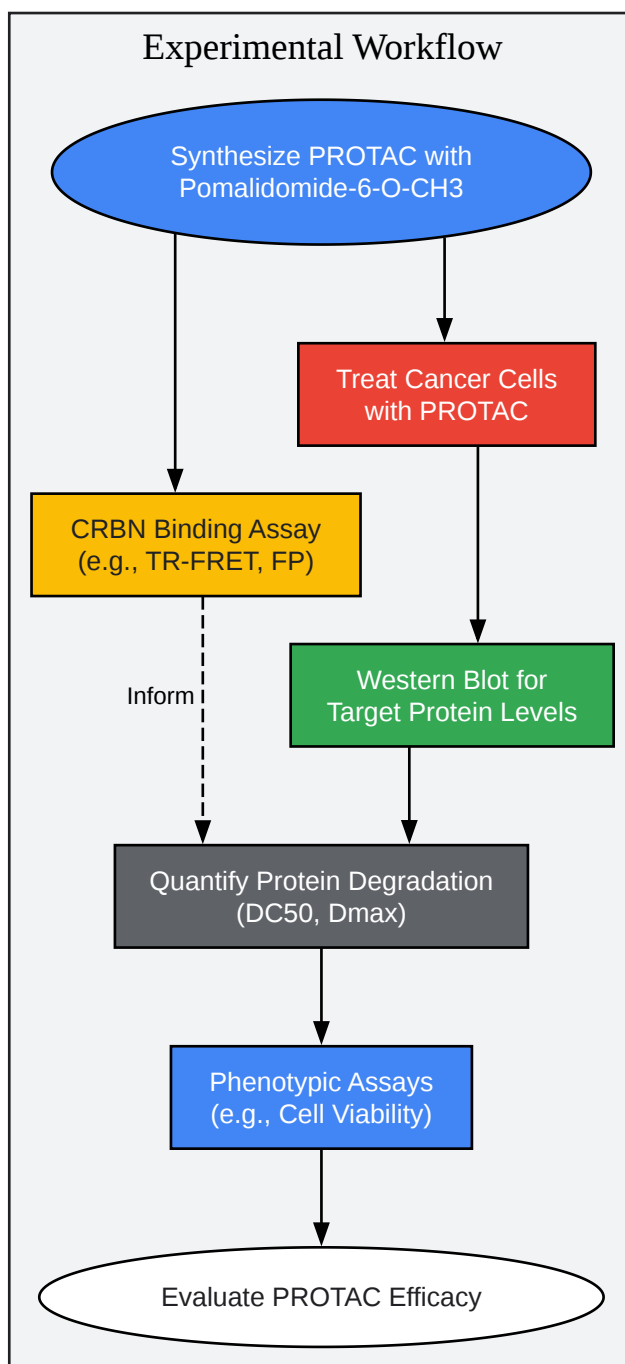 Experimental Workflow
Synthesize PROTAC with
Pomalidomide-6-O-CH3
Treat Cancer Cells
with PROTAC
CRBN Binding Assay
(e.g., TR-FRET, FP)
Western Blot for
Target Protein Levels
Inform
Quantify Protein Degradation
(DC50, Dmax)
Phenotypic Assays
(e.g., Cell Viability)
Evaluate PROTAC Efficacy